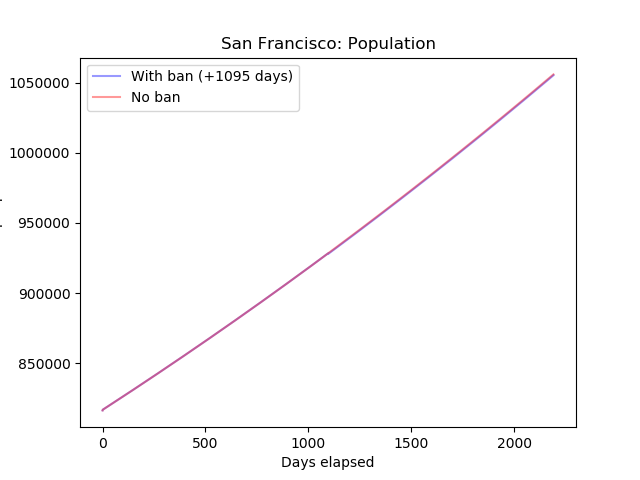 San Francisco: Population
With ban (+1095 days)
No ban
1050000
1000000
950000
900000
850000
0 500 1000 1500 2000
Days elapsed